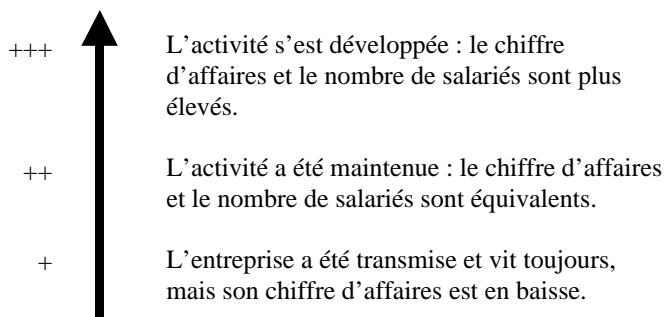 +++ L’activité s’est développée : le chiffre
d’affaires et le nombre de salariés sont plus
élevés.
++ L’activité a été maintenue : le chiffre d’affaires
et le nombre de salariés sont équivalents.
+ L’entreprise a été transmise et vit toujours,
mais son chiffre d’affaires est en baisse.